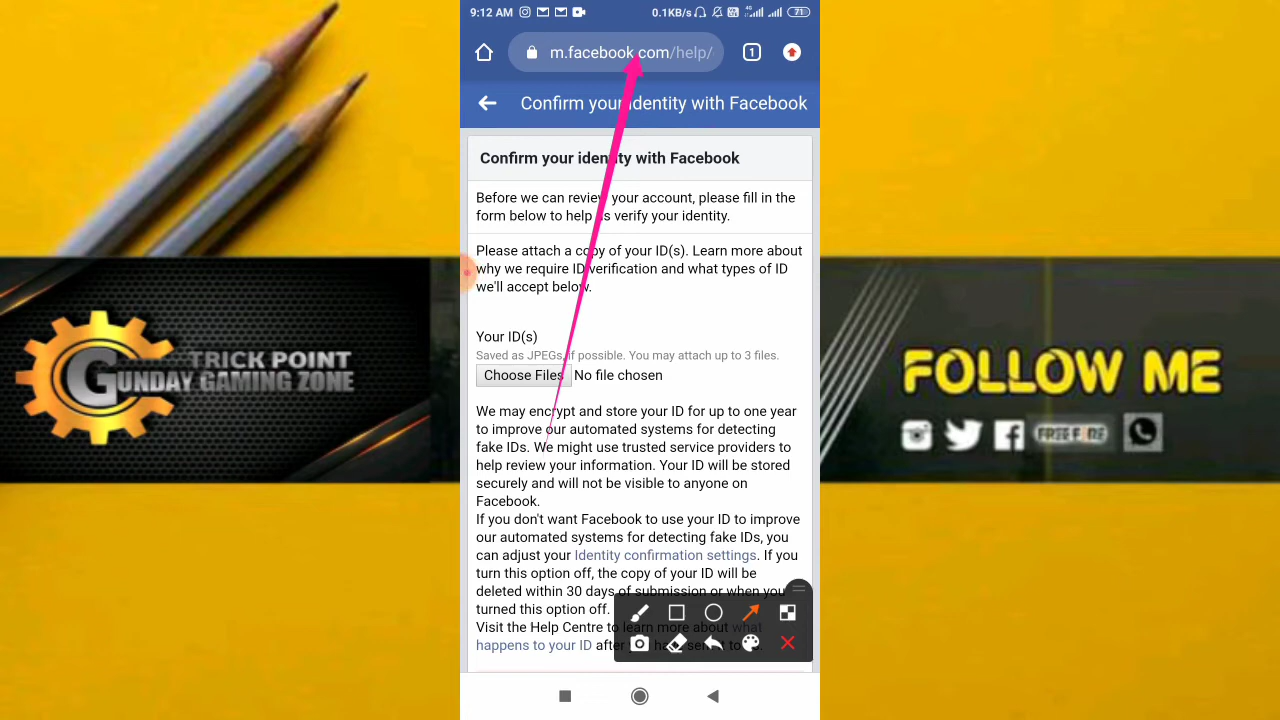 9:12 AM
0.1KB/s
4G
71
m.facebook.com/help/
1
Confirm your identity with Facebook
Confirm your identity with Facebook
Before we can review your account, please fill in the
form below to help us verify your identity.
Please attach a copy of your ID(s). Learn more about
why we require ID verification and what types of ID
we'll accept below.
Your ID(s)
Saved as JPEGs, if possible. You may attach up to 3 files.
Choose Files No file chosen
We may encrypt and store your ID for up to one year
to improve our automated systems for detecting
fake IDs. We might use trusted service providers to
help review your information. Your ID will be stored
securely and will not be visible to anyone on
Facebook.
If you don't want Facebook to use your ID to improve
our automated systems for detecting fake IDs, you
can adjust your Identity confirmation settings. If you
turn this option off, the copy of your ID will be
deleted within 30 days of submission or when you
turned this option off.
Visit the Help Centre to learn more about what
happens to your ID after
TRICK POINT
GUNDAY GAMING ZONE
FOLLOW ME
FREE FIRE